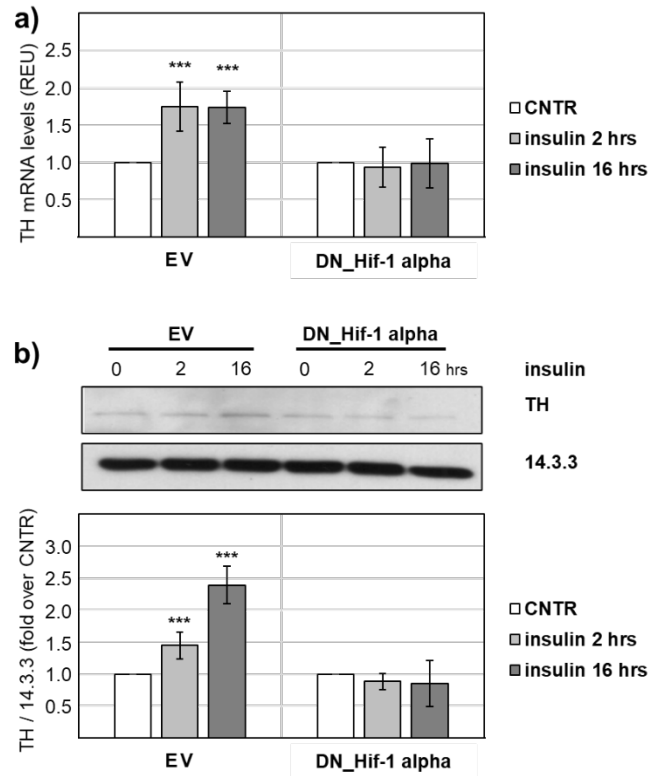 a)
TH mRNA levels (REU)
2.5
2.0
1.5
1.0
0.5
*** ***
EV DN_Hif-1 alpha
CNTR
insulin 2 hrs
insulin 16 hrs
b)
EV DN_Hif-1 alpha
0 2 16 0 2 16 hrs insulin
TH
14.3.3
TH / 14.3.3 (fold over CNTR)
3.0
2.5
2.0
1.5
1.0
0.5
***
***
EV DN_Hif-1 alpha
CNTR
insulin 2 hrs
insulin 16 hrs